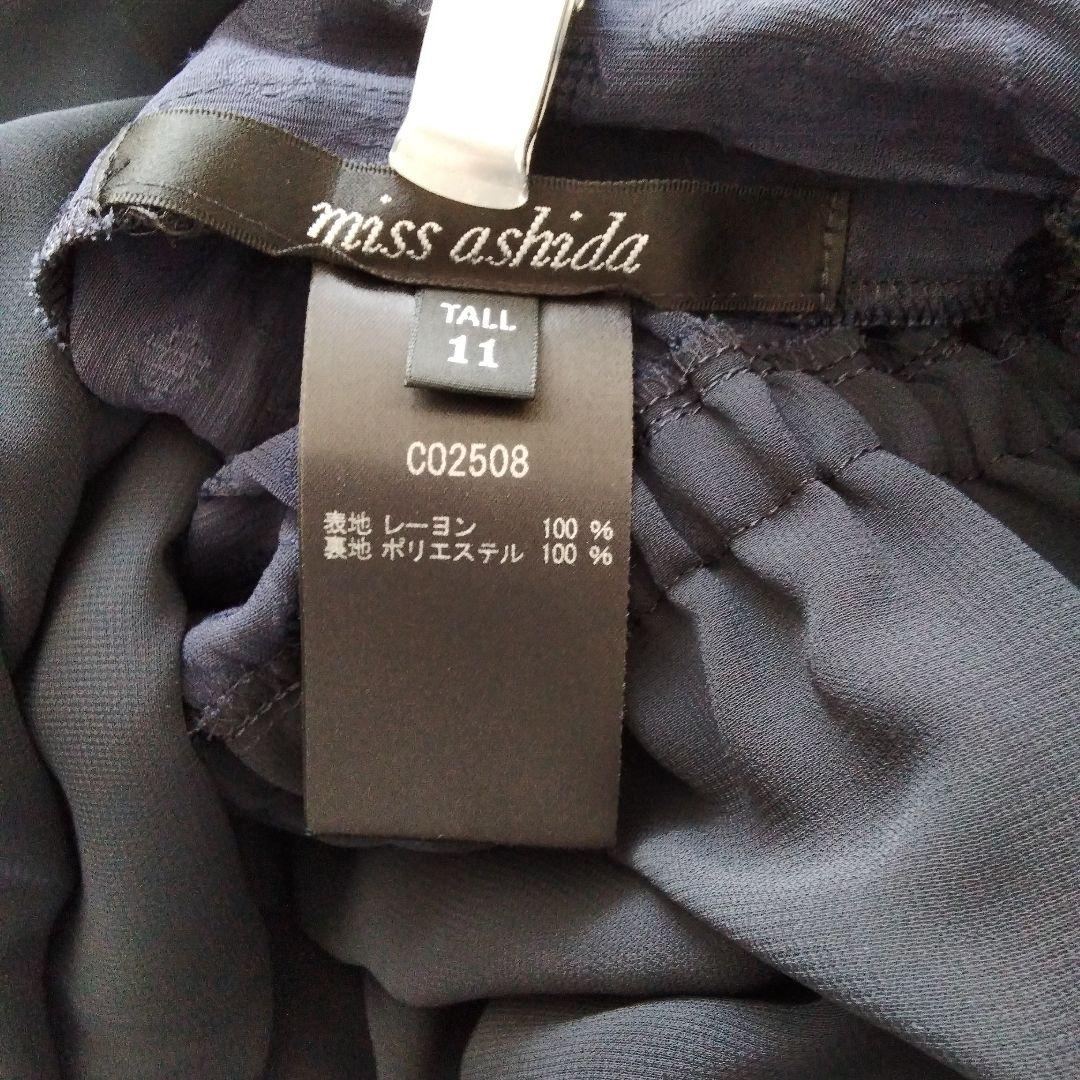 miss ashida
TALL
11
C02508
表地 レーヨン 100 %
裏地 ポリエステル 100 %